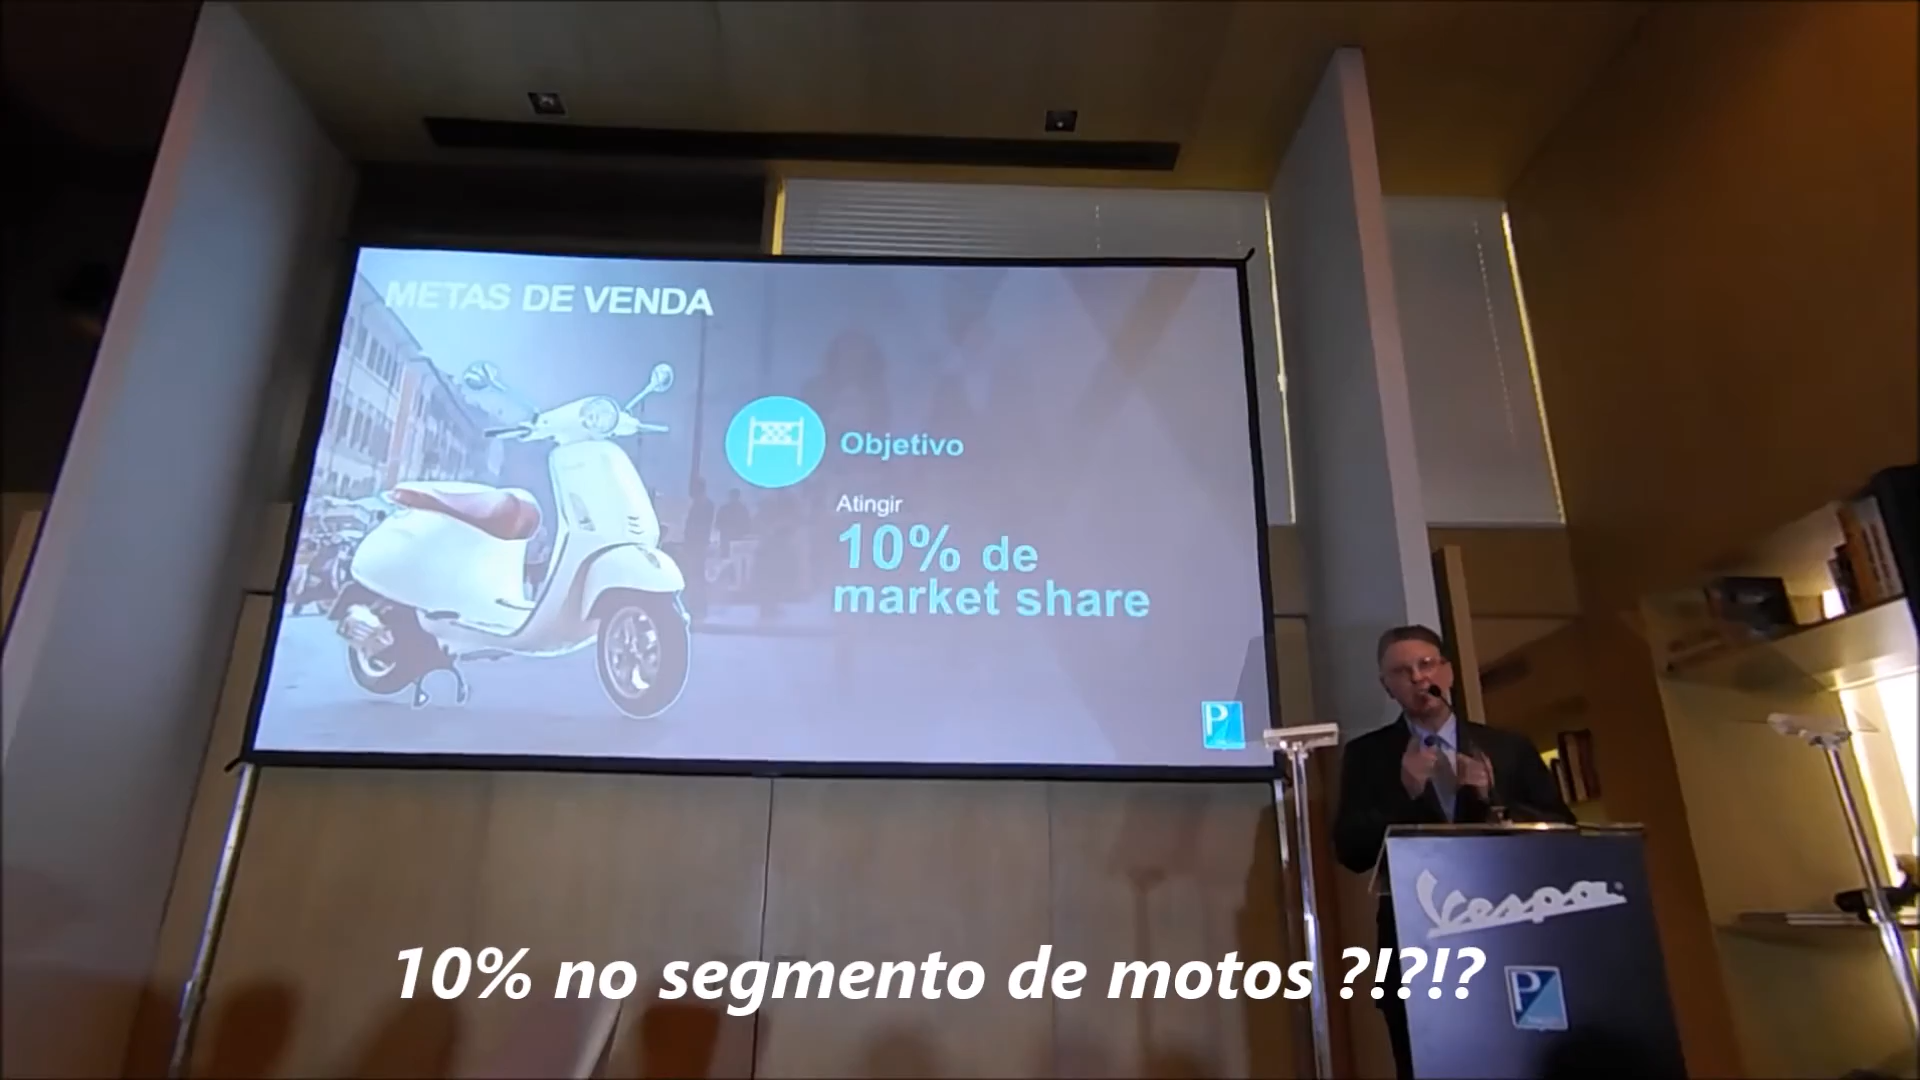 METAS DE VENDA
Objetivo
Atingir
10% de
market share
P
Vespa
P
10% no segmento de motos ?!?!?